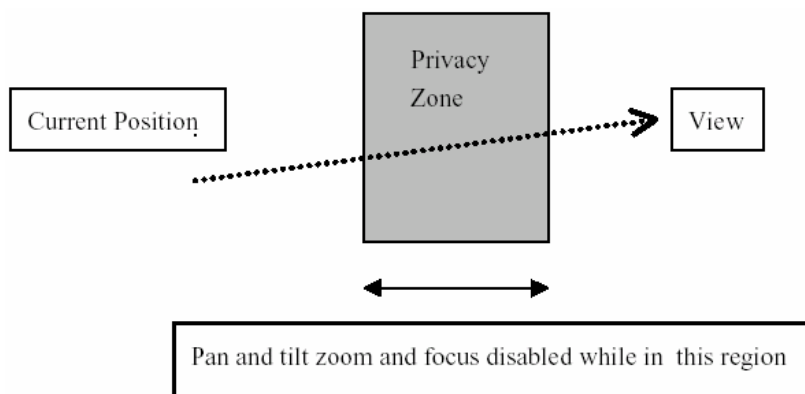 Privacy
Zone
Current Position
View
Pan and tilt zoom and focus disabled while in this region